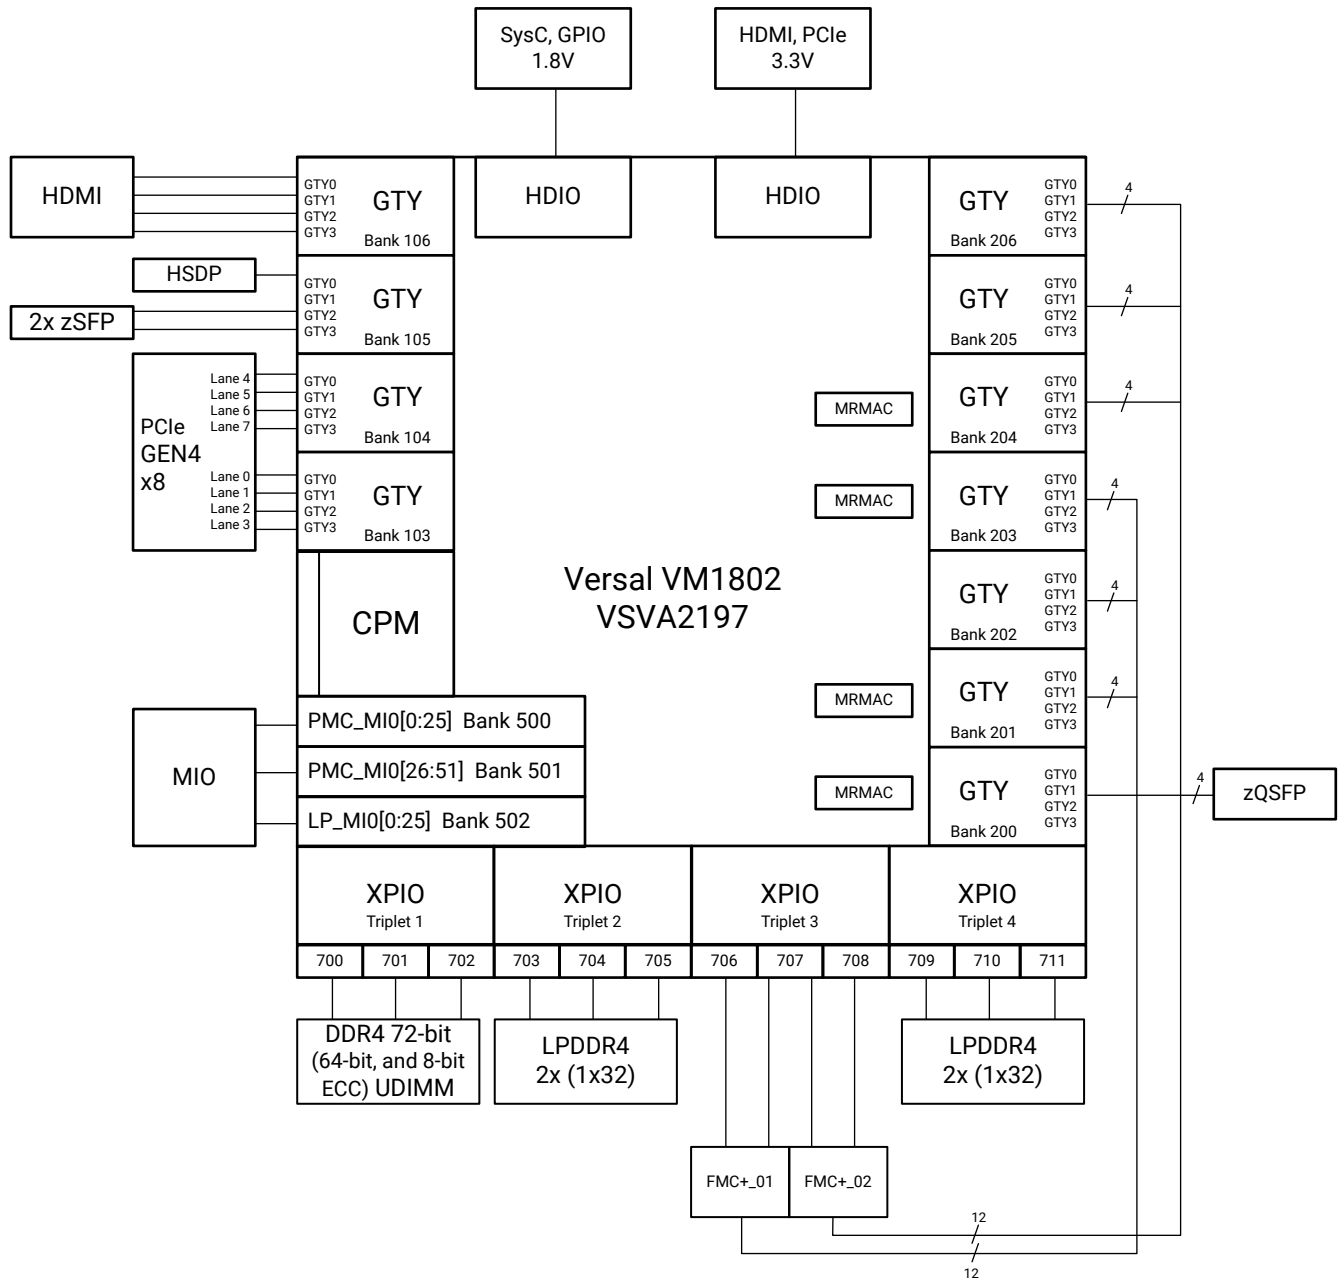 SysC, GPIO
1.8V
HDMI, PCIe
3.3V
HDMI
GTY0
GTY1
GTY2
GTY3
GTY
Bank 106
HDIO
HDIO
GTY
Bank 206
GTY0
GTY1
GTY2
GTY3
4
HSDP
2x zSFP
GTY0
GTY1
GTY2
GTY3
GTY
Bank 105
GTY
Bank 205
GTY0
GTY1
GTY2
GTY3
4
PCIe
GEN4
x8
Lane 4
Lane 5
Lane 6
Lane 7
Lane 0
Lane 1
Lane 2
Lane 3
GTY0
GTY1
GTY2
GTY3
GTY
Bank 104
MRMAC
GTY
Bank 204
GTY0
GTY1
GTY2
GTY3
4
GTY0
GTY1
GTY2
GTY3
GTY
Bank 103
MRMAC
GTY
Bank 203
GTY0
GTY1
GTY2
GTY3
4
CPM
Versal VM1802
VSVA2197
GTY
Bank 202
GTY0
GTY1
GTY2
GTY3
4
MRMAC
GTY
Bank 201
GTY0
GTY1
GTY2
GTY3
4
MIO
PMC_MI0[0:25] Bank 500
PMC_MI0[26:51] Bank 501
LP_MI0[0:25] Bank 502
MRMAC
GTY
Bank 200
GTY0
GTY1
GTY2
GTY3
4
zQSFP
XPIO
Triplet 1
XPIO
Triplet 2
XPIO
Triplet 3
XPIO
Triplet 4
700 701 702 703 704 705 706 707 708 709 710 711
DDR4 72-bit
(64-bit, and 8-bit
ECC) UDIMM
LPDDR4
2x (1x32)
LPDDR4
2x (1x32)
FMC+_01
FMC+_02
12
12